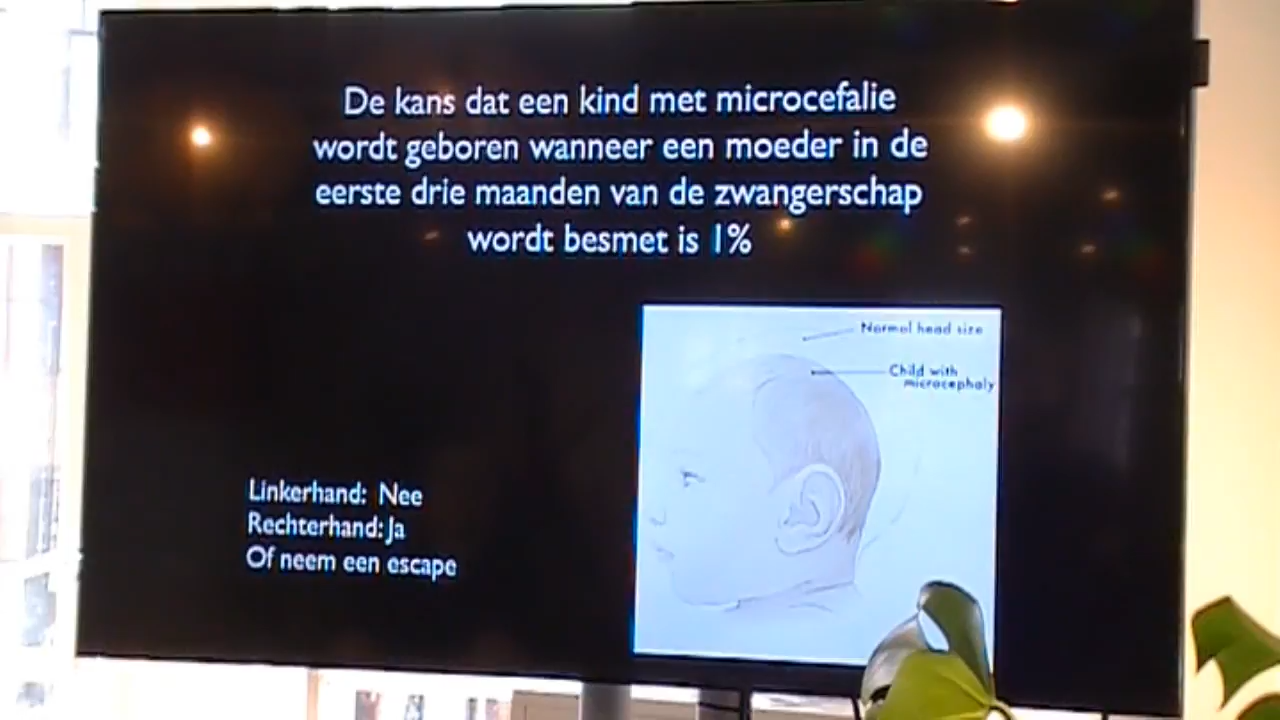 De kans dat een kind met microcefalie
wordt geboren wanneer een moeder in de
eerste drie maanden van de zwangerschap
wordt besmet is 1%
Normal head size
Child with
microcephaly
Linkerhand: Nee
Rechterhand: Ja
Of neem een escape